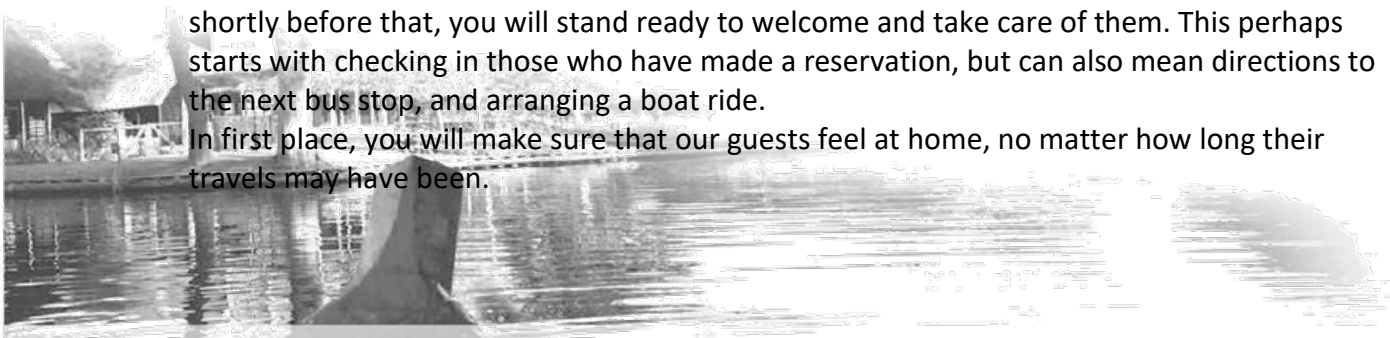 shortly before that, you will stand ready to welcome and take care of them. This perhaps
starts with checking in those who have made a reservation, but can also mean directions to
the next bus stop, and arranging a boat ride.
In first place, you will make sure that our guests feel at home, no matter how long their
travels may have been.